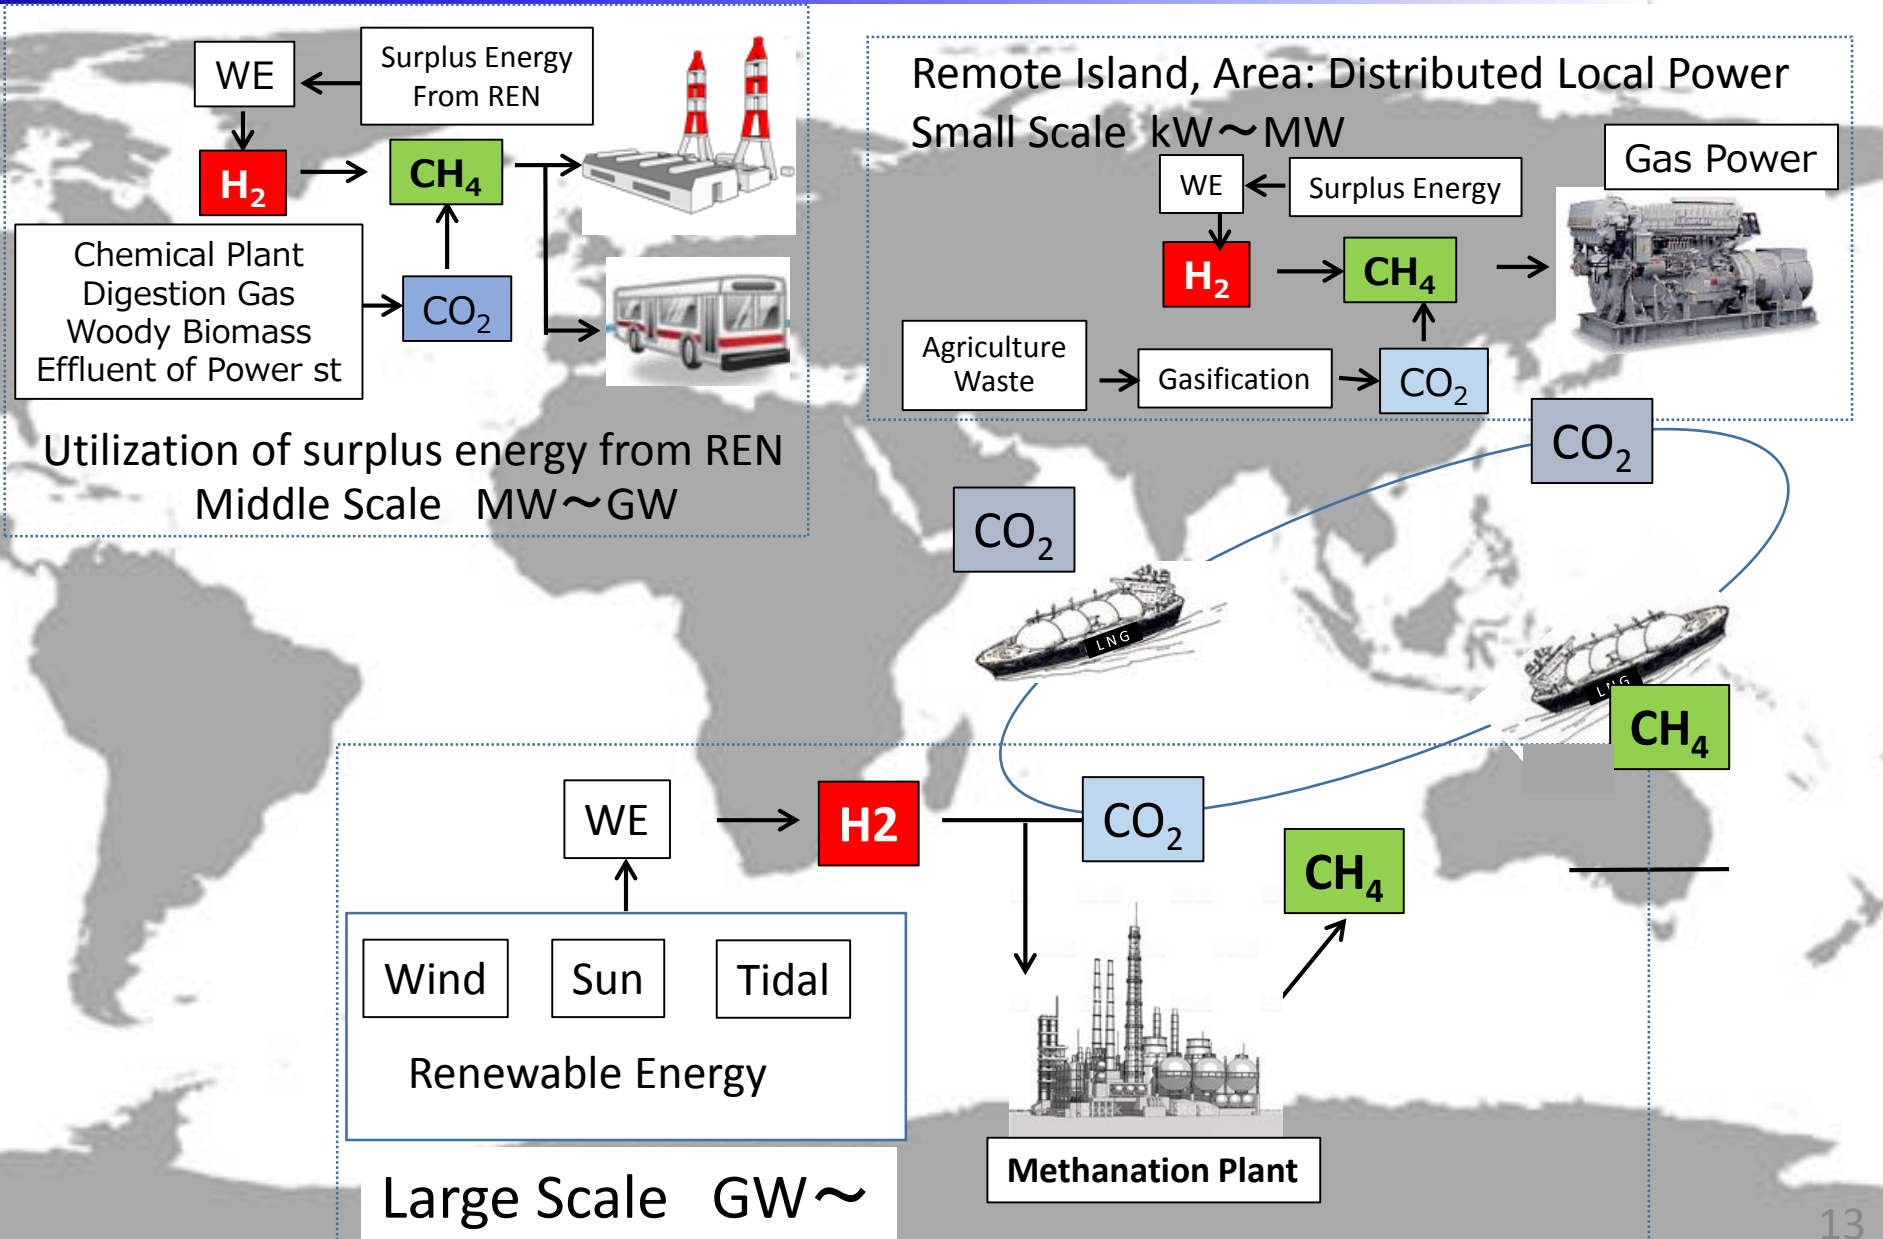 WE
Surplus Energy
From REN
H₂
CH₄
Chemical Plant
Digestion Gas
Woody Biomass
Effluent of Power st
CO₂
Utilization of surplus energy from REN
Middle Scale MW～GW
Remote Island, Area: Distributed Local Power
Small Scale kW～MW
Gas Power
WE
Surplus Energy
H₂
CH₄
Agriculture
Waste
Gasification
CO₂
CO₂
CO₂
LNG
LNG
CH₄
WE
H2
CO₂
CH₄
Wind
Sun
Tidal
Renewable Energy
Methanation Plant
Large Scale GW～
13